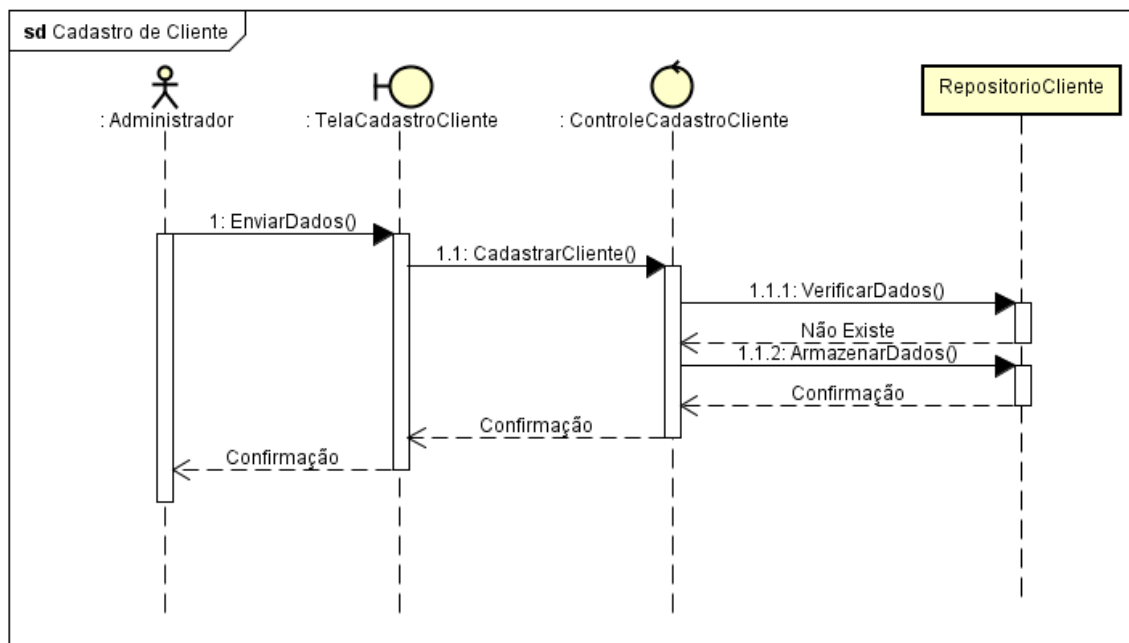 sd Cadastro de Cliente
: Administrador
: TelaCadastroCliente
: ControleCadastroCliente
RepositorioCliente
1: EnviarDados()
1.1: CadastrarCliente()
1.1.1: VerificarDados()
Não Existe
1.1.2: ArmazenarDados()
Confirmação
Confirmação
Confirmação